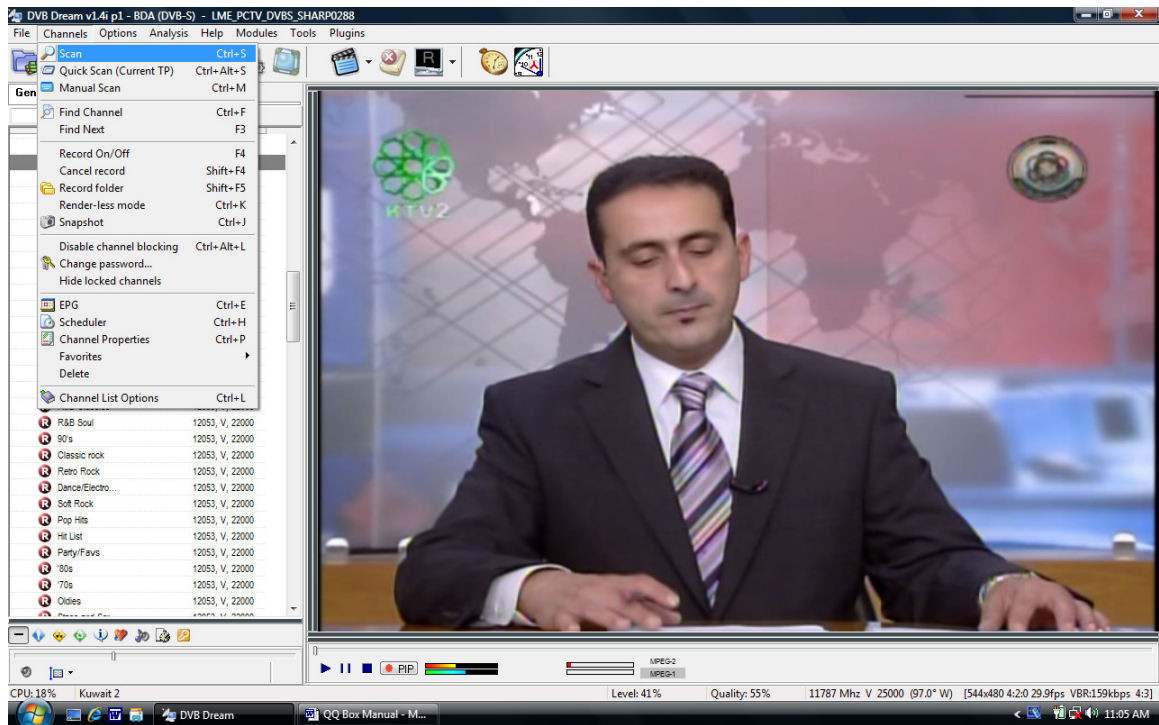 DVB Dream v1.4i p1 - BDA (DVB-S) - LME_PCTV_DVBS_SHARP0288
File Channels Options Analysis Help Modules Tools Plugins
Scan Ctrl+S
Quick Scan (Current TP) Ctrl+Alt+S
Manual Scan Ctrl+M
Gen
Find Channel Ctrl+F
Find Next F3
Record On/Off F4
Cancel record Shift+F4
Record folder Shift+F5
Render-less mode Ctrl+K
Snapshot Ctrl+J
Disable channel blocking Ctrl+Alt+L
Change password...
Hide locked channels
EPG Ctrl+E
Scheduler Ctrl+H
Channel Properties Ctrl+P
Favorites
Delete
Channel List Options Ctrl+L
KTV2
R&B Soul 12053, V, 22000
90's 12053, V, 22000
Classic rock 12053, V, 22000
Retro Rock 12053, V, 22000
Dance/Electro... 12053, V, 22000
Soft Rock 12053, V, 22000
Pop Hits 12053, V, 22000
Hit List 12053, V, 22000
Party/Favs 12053, V, 22000
'80s 12053, V, 22000
'70s 12053, V, 22000
Oldies 12053, V, 22000
PIP
MPEG-2
MPEG-1
CPU: 18% Kuwait 2 Level: 41% Quality: 55% 11787 Mhz V 25000 (97.0° W) [544x480 4:2:0 29.9fps VBR:159kbps 4:3]
DVB Dream QQ Box Manual - M... 11:05 AM